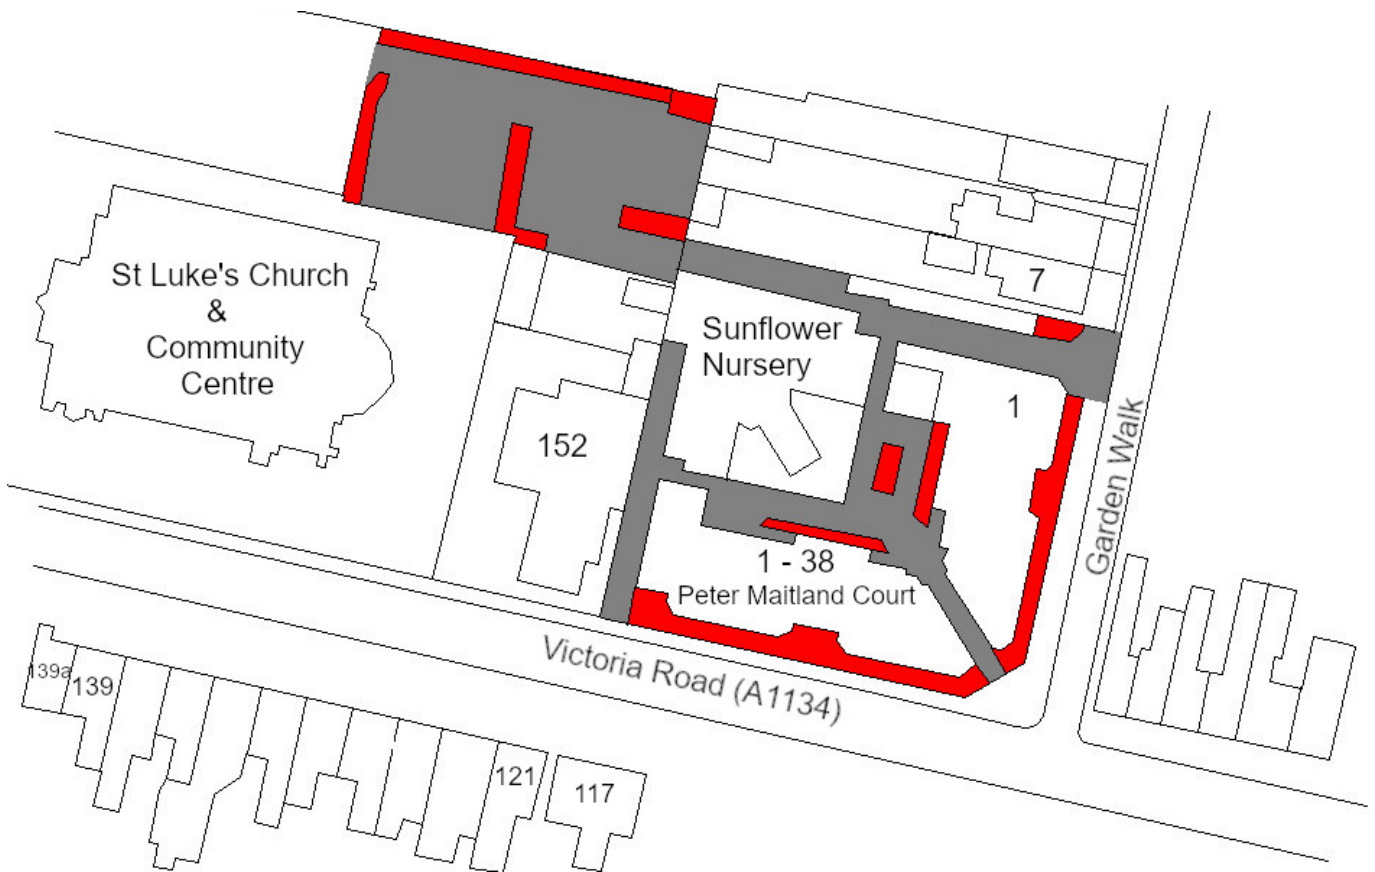 St Luke's Church
&
Community
Centre
Sunflower
Nursery
7
1
152
1 - 38
Peter Maitland Court
Garden Walk
Victoria Road (A1134)
139a
139
121
117